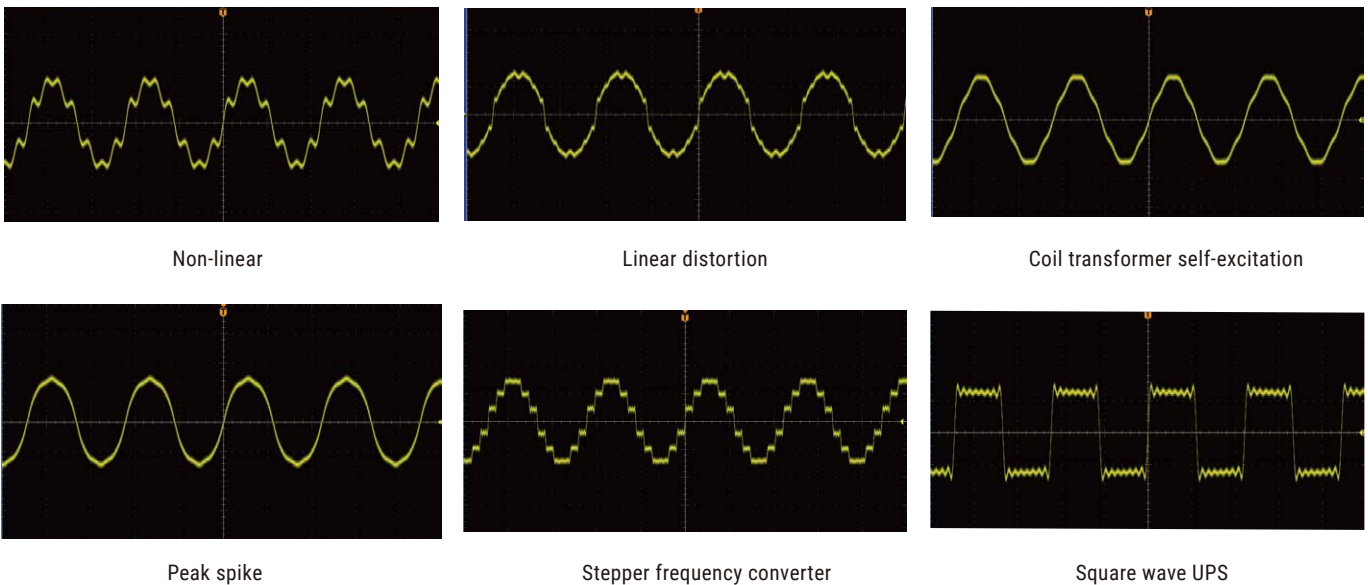 Non-linear
Linear distortion
Coil transformer self-excitation
Peak spike
Stepper frequency converter
Square wave UPS